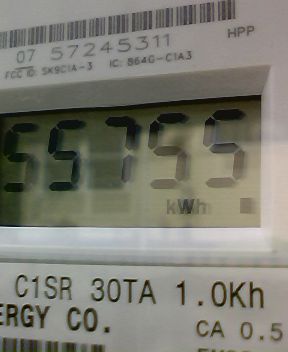 07 57245311
HPP
FCC ID: SK9C1A-3 IC: 864G-C1A3
55755
kWh
C1SR 30TA 1.0Kh
ERGY CO.
CA 0.5